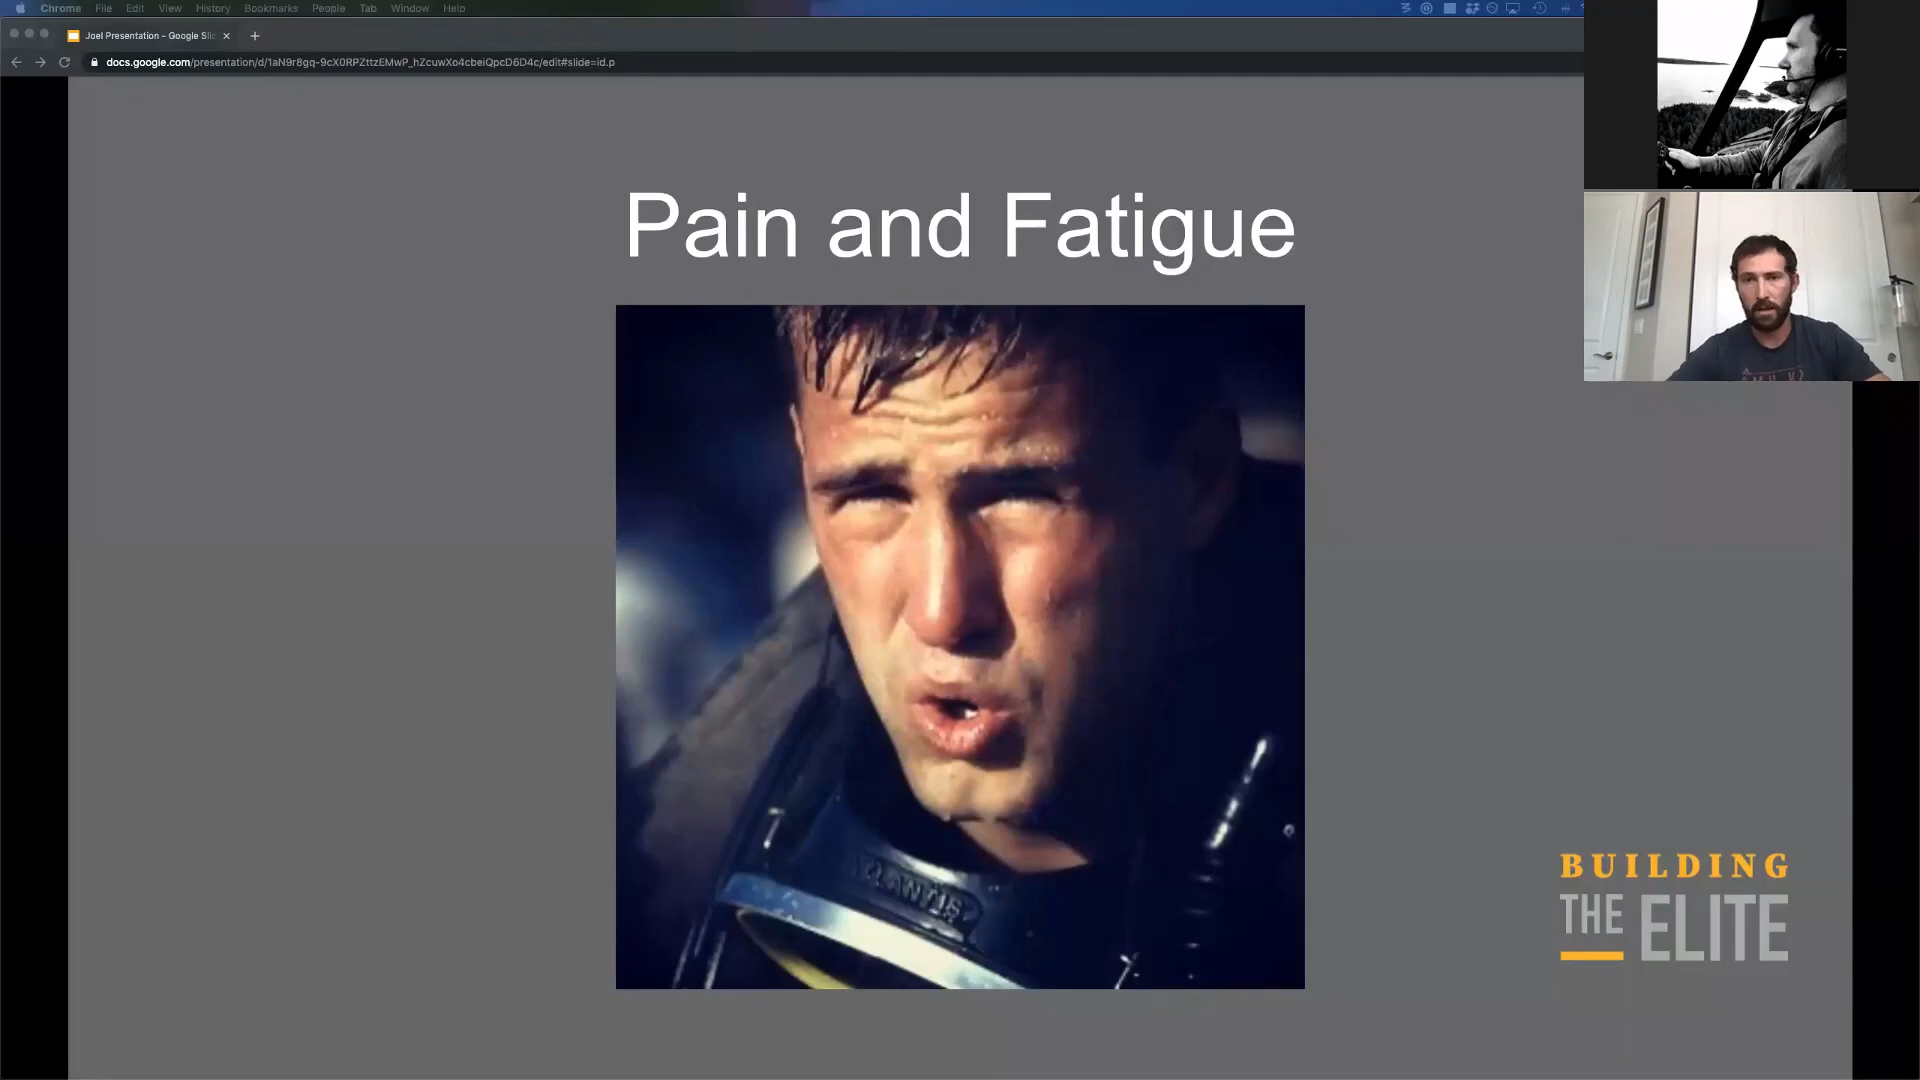 Chrome File Edit View History Bookmarks People Tab Window Help
Joel Presentation - Google Slid
docs.google.com/presentation/d/1aN9r8gq-9cX0RPZttzEMwP_hZcuwXo4cbeiQpcD6D4c/edit#slide=id.p
Pain and Fatigue
BUILDING
THE ELITE